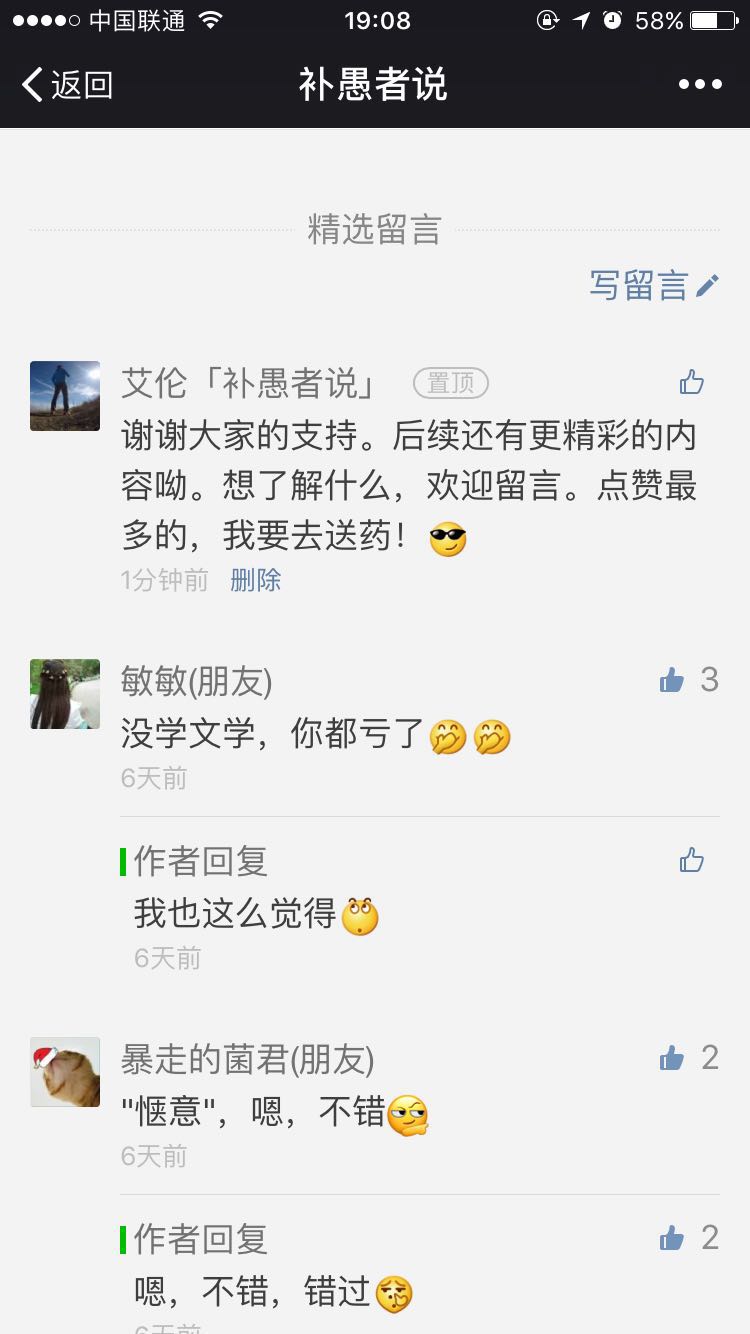 中国联通 19:08 58%
返回 补愚者说
精选留言
写留言
艾伦「补愚者说」 置顶
谢谢大家的支持。后续还有更精彩的内
容呦。想了解什么，欢迎留言。点赞最
多的，我要去送药！
1分钟前 删除
敏敏(朋友) 3
没学文学，你都亏了
6天前
作者回复
我也这么觉得
6天前
暴走的菌君(朋友) 2
"惬意"，嗯，不错
6天前
作者回复 2
嗯，不错，错过
6天前